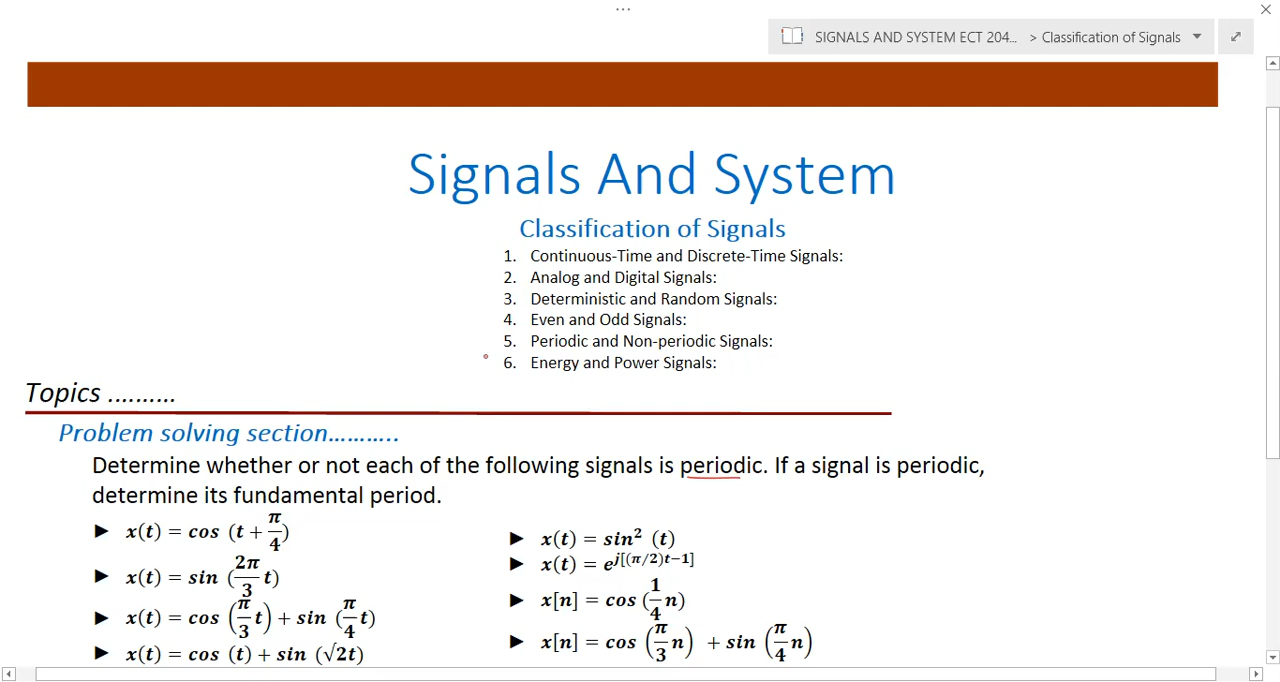 ...
SIGNALS AND SYSTEM ECT 204... > Classification of Signals
Signals And System
Classification of Signals
1. Continuous-Time and Discrete-Time Signals:
2. Analog and Digital Signals:
3. Deterministic and Random Signals:
4. Even and Odd Signals:
5. Periodic and Non-periodic Signals:
6. Energy and Power Signals:
Topics ..........
Problem solving section...........
Determine whether or not each of the following signals is periodic. If a signal is periodic,
determine its fundamental period.
► x(t) = cos (t + π/4)
► x(t) = sin (2π/3 t)
► x(t) = cos (π/3 t) + sin (π/4 t)
► x(t) = cos (t) + sin (√2t)
► x(t) = sin² (t)
► x(t) = e^j[(π/2)t−1]
► x[n] = cos (1/4 n)
► x[n] = cos (π/3 n) + sin (π/4 n)